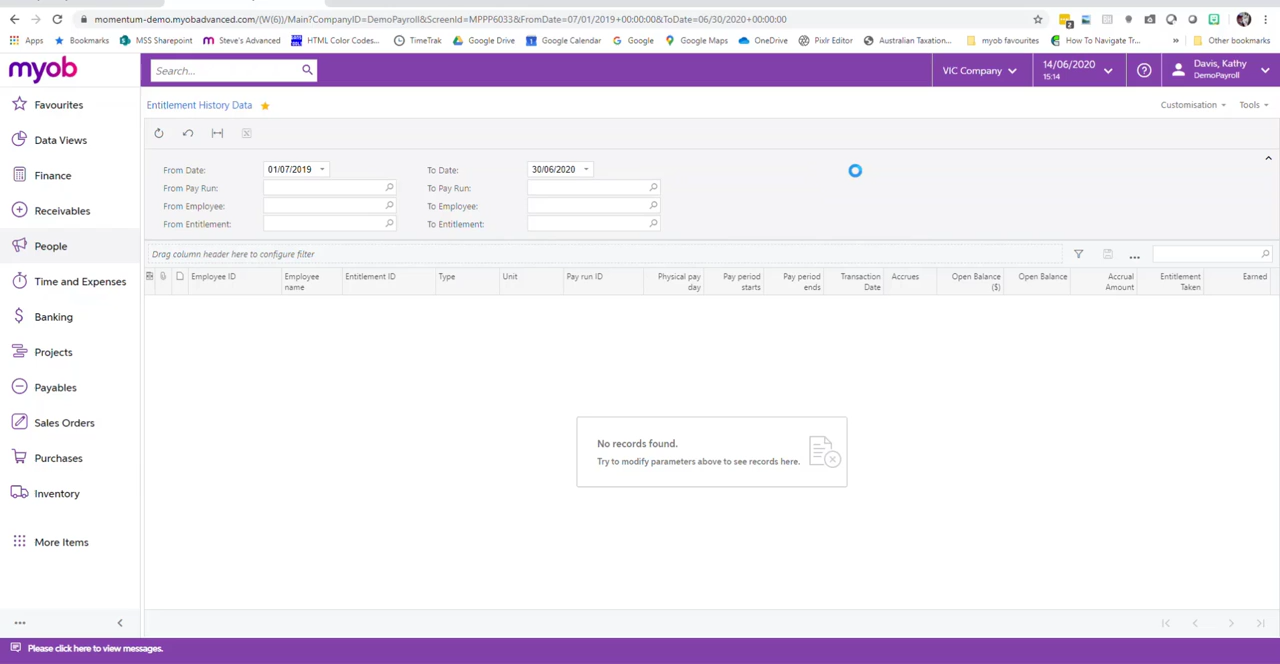 momentum-demo.myobadvanced.com/(W(6))/Main?CompanyID=DemoPayroll&ScreenId=MPPP6033&FromDate=07/01/2019+00:00:00&ToDate=06/30/2020+00:00:00
Apps Bookmarks MSS Sharepoint Steve's Advanced HTML Color Codes... TimeTrak Google Drive Google Calendar Google Google Maps OneDrive Pixlr Editor Australian Taxation... myob favourites How To Navigate Tr... » Other bookmarks
myob
Search...
VIC Company
14/06/2020
15:14
Davis, Kathy
DemoPayroll
Favourites
Data Views
Finance
Receivables
People
Time and Expenses
Banking
Projects
Payables
Sales Orders
Purchases
Inventory
More Items
Entitlement History Data
Customisation Tools
From Date: 01/07/2019 To Date: 30/06/2020
From Pay Run: To Pay Run:
From Employee: To Employee:
From Entitlement: To Entitlement:
Drag column header here to configure filter
Employee ID Employee name Entitlement ID Type Unit Pay run ID Physical pay day Pay period starts Pay period ends Transaction Date Accrues Open Balance ($) Open Balance Accrual Amount Entitlement Taken Earned
No records found.
Try to modify parameters above to see records here.
Please click here to view messages.